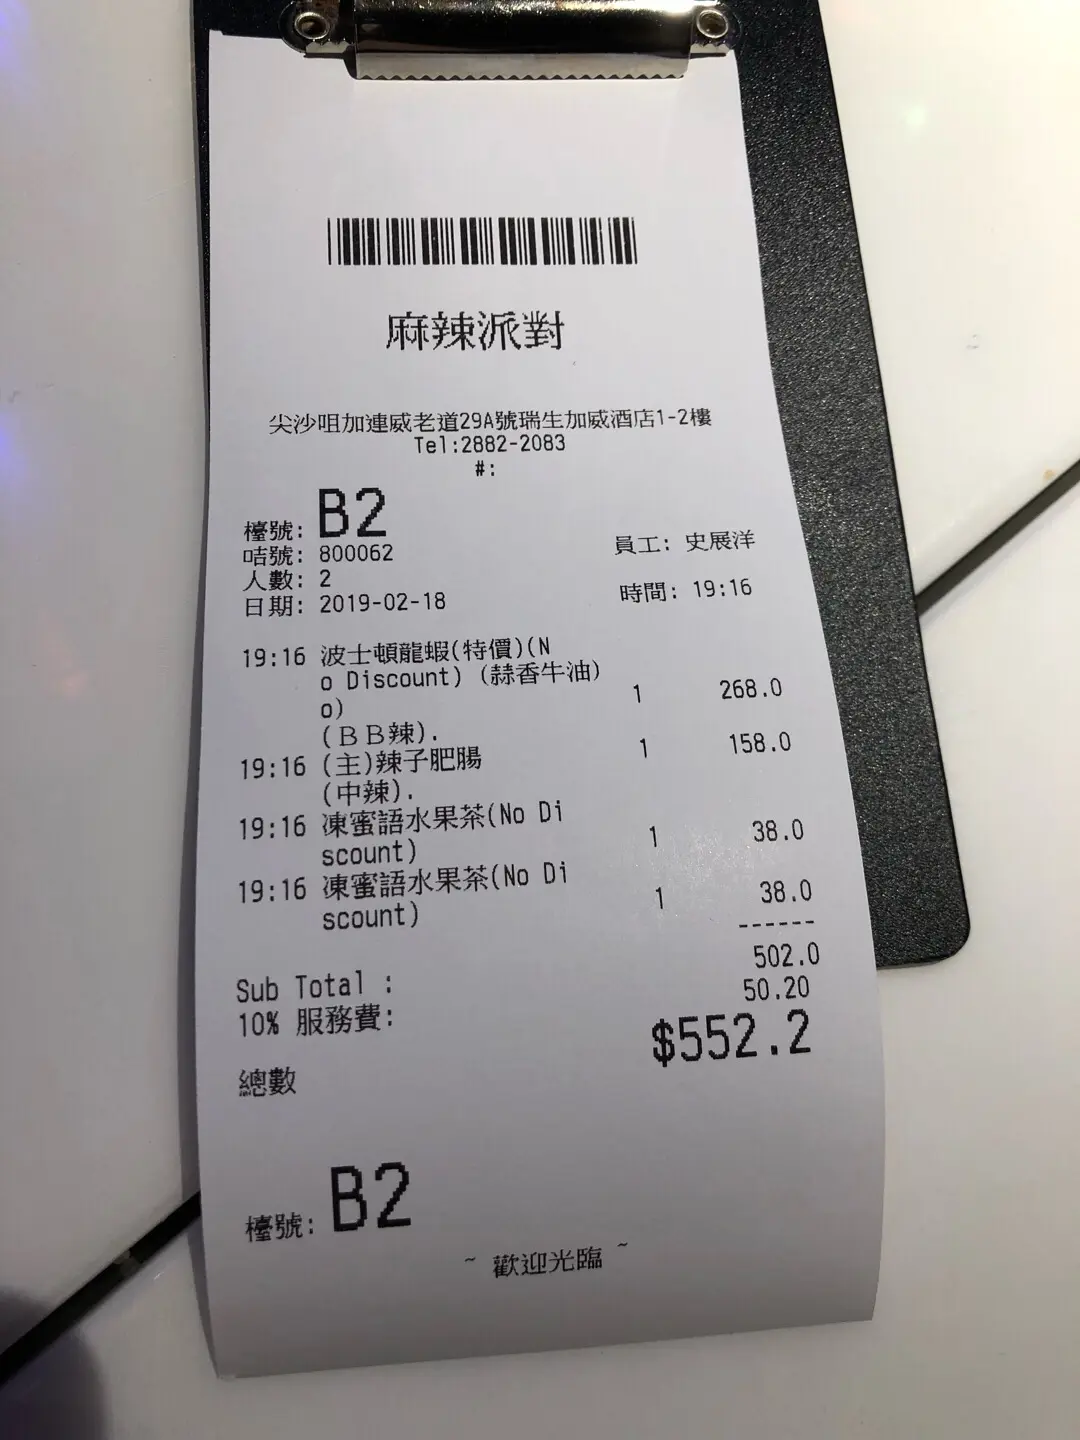 麻辣派對
尖沙咀加連威老道29A號瑞生加威酒店1-2樓
Tel:2882-2083
#:
檯號: B2
咭號: 800062
員工: 史展洋
人數: 2
日期: 2019-02-18
時間: 19:16
19:16 波士頓龍蝦(特價)(N
o Discount) (蒜香牛油)
o) 1 268.0
(ＢＢ辣).
19:16 (主)辣子肥腸 1 158.0
(中辣).
19:16 凍蜜語水果茶(No Di
scount) 1 38.0
19:16 凍蜜語水果茶(No Di
scount) 1 38.0
------
Sub Total : 502.0
10% 服務費: 50.20
總數 $552.2
檯號: B2
~ 歡迎光臨 ~